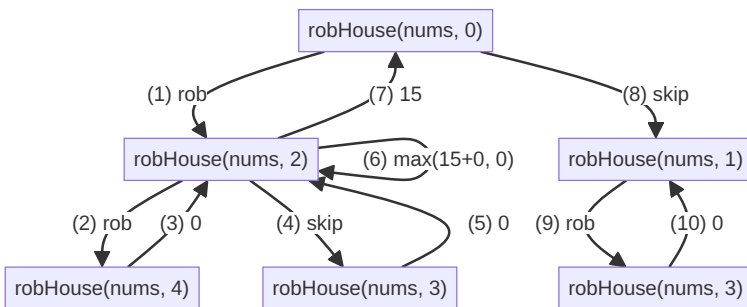 robHouse(nums, 0)
(1) rob
(7) 15
(8) skip
robHouse(nums, 2)
(6) max(15+0, 0)
robHouse(nums, 1)
(2) rob
(3) 0
(4) skip
(5) 0
(9) rob
(10) 0
robHouse(nums, 4)
robHouse(nums, 3)
robHouse(nums, 3)